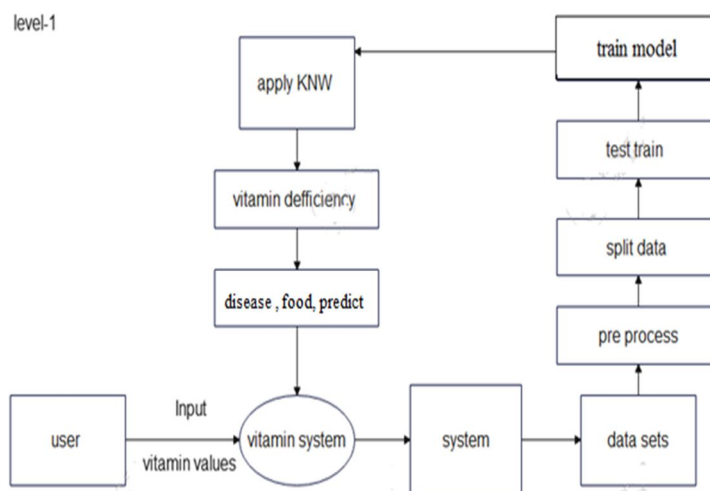 level-1
train model
apply KNW
test train
vitamin defficiency
split data
disease , food, predict
pre process
Input
user
vitamin values
vitamin system
system
data sets